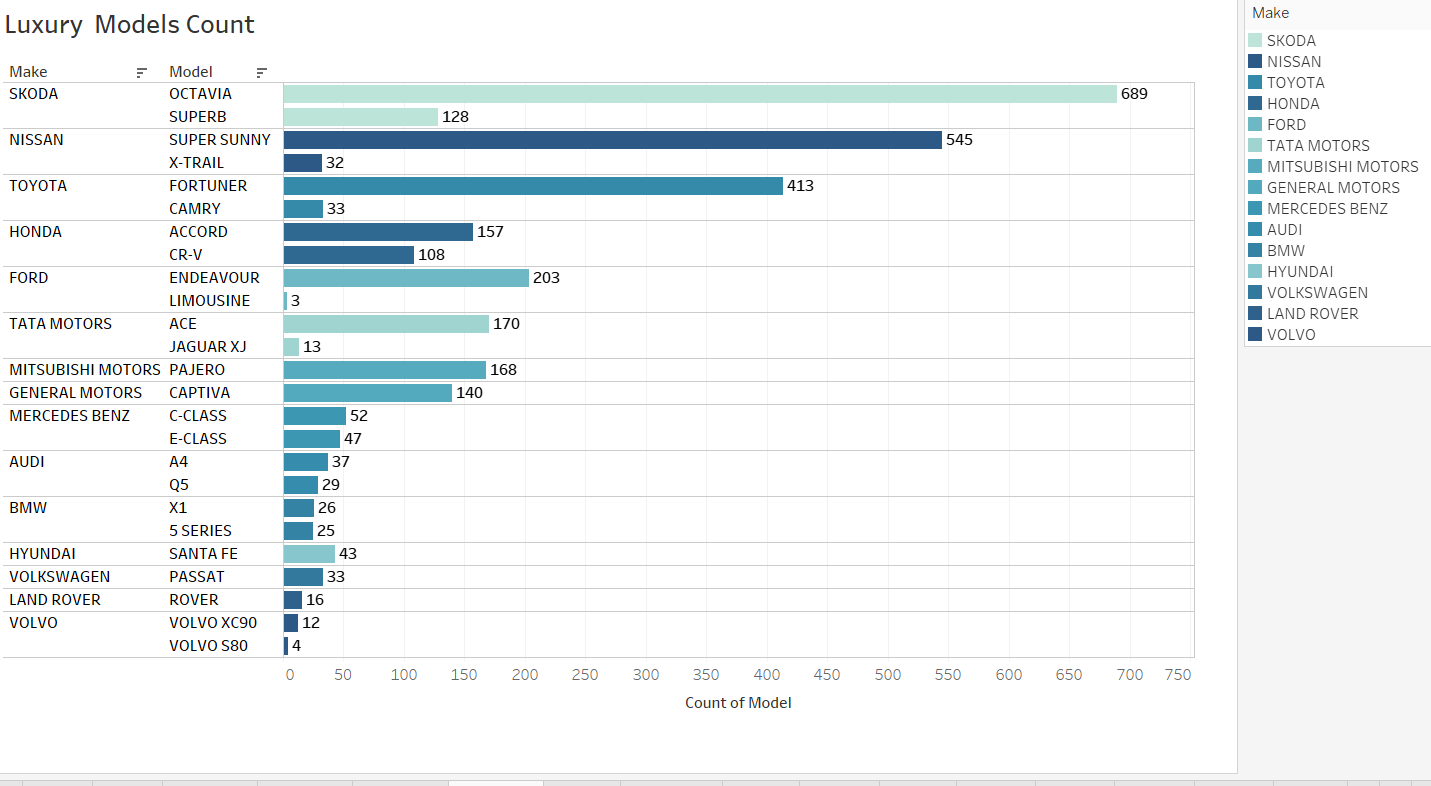 Luxury  Models Count
Make Model
SKODA OCTAVIA 689
SUPERB 128
NISSAN SUPER SUNNY 545
X-TRAIL 32
TOYOTA FORTUNER 413
CAMRY 33
HONDA ACCORD 157
CR-V 108
FORD ENDEAVOUR 203
LIMOUSINE 3
TATA MOTORS ACE 170
JAGUAR XJ 13
MITSUBISHI MOTORS PAJERO 168
GENERAL MOTORS CAPTIVA 140
MERCEDES BENZ C-CLASS 52
E-CLASS 47
AUDI A4 37
Q5 29
BMW X1 26
5 SERIES 25
HYUNDAI SANTA FE 43
VOLKSWAGEN PASSAT 33
LAND ROVER ROVER 16
VOLVO VOLVO XC90 12
VOLVO S80 4
0 50 100 150 200 250 300 350 400 450 500 550 600 650 700 750
Count of Model
Make
SKODA
NISSAN
TOYOTA
HONDA
FORD
TATA MOTORS
MITSUBISHI MOTORS
GENERAL MOTORS
MERCEDES BENZ
AUDI
BMW
HYUNDAI
VOLKSWAGEN
LAND ROVER
VOLVO